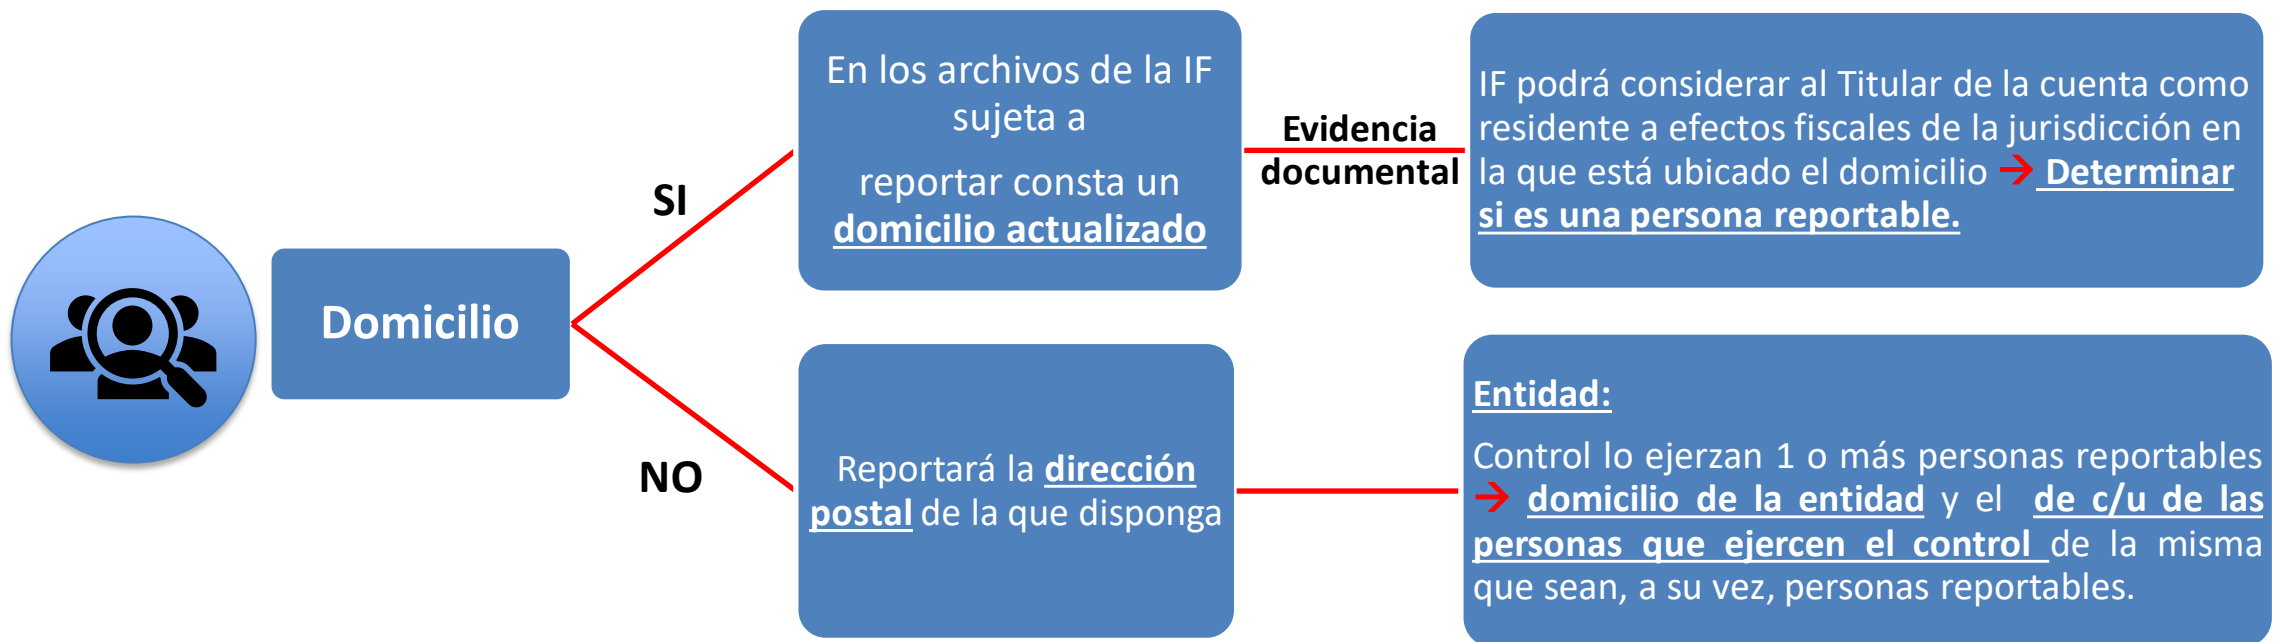 Domicilio
SI
En los archivos de la IF
sujeta a
reportar consta un
domicilio actualizado
Evidencia
documental
IF podrá considerar al Titular de la cuenta como
residente a efectos fiscales de la jurisdicción en
la que está ubicado el domicilio → Determinar
si es una persona reportable.
NO
Reportará la dirección
postal de la que disponga
Entidad:
Control lo ejerzan 1 o más personas reportables
→ domicilio de la entidad y el de c/u de las
personas que ejercen el control de la misma
que sean, a su vez, personas reportables.